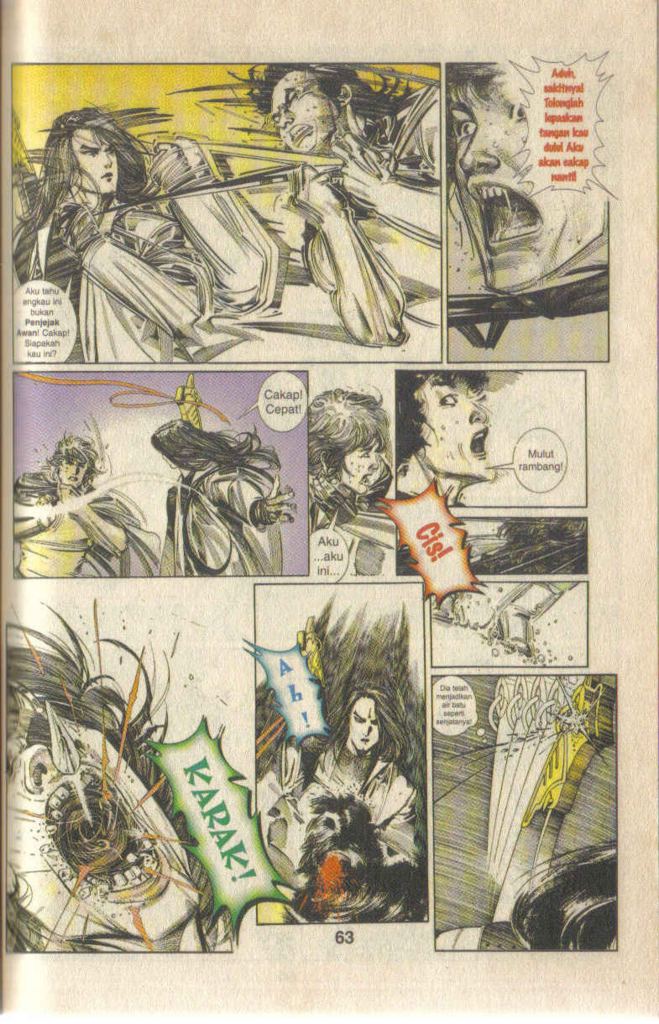 Aku tahu
engkau ini
bukan
Penjejak
Awan! Cakap!
Siapakah
kau ini?
Aduh,
sakitnya!
Tolonglah
lepaskan
tangan kau
dulu! Aku
akan cakap
nanti!
Cakap!
Cepat!
Aku
...aku
ini...
Mulut
rambang!
Cis!
KARAK!
Ah!
Dia telah
menjadikan
air batu
seperti
senjatanya!
63